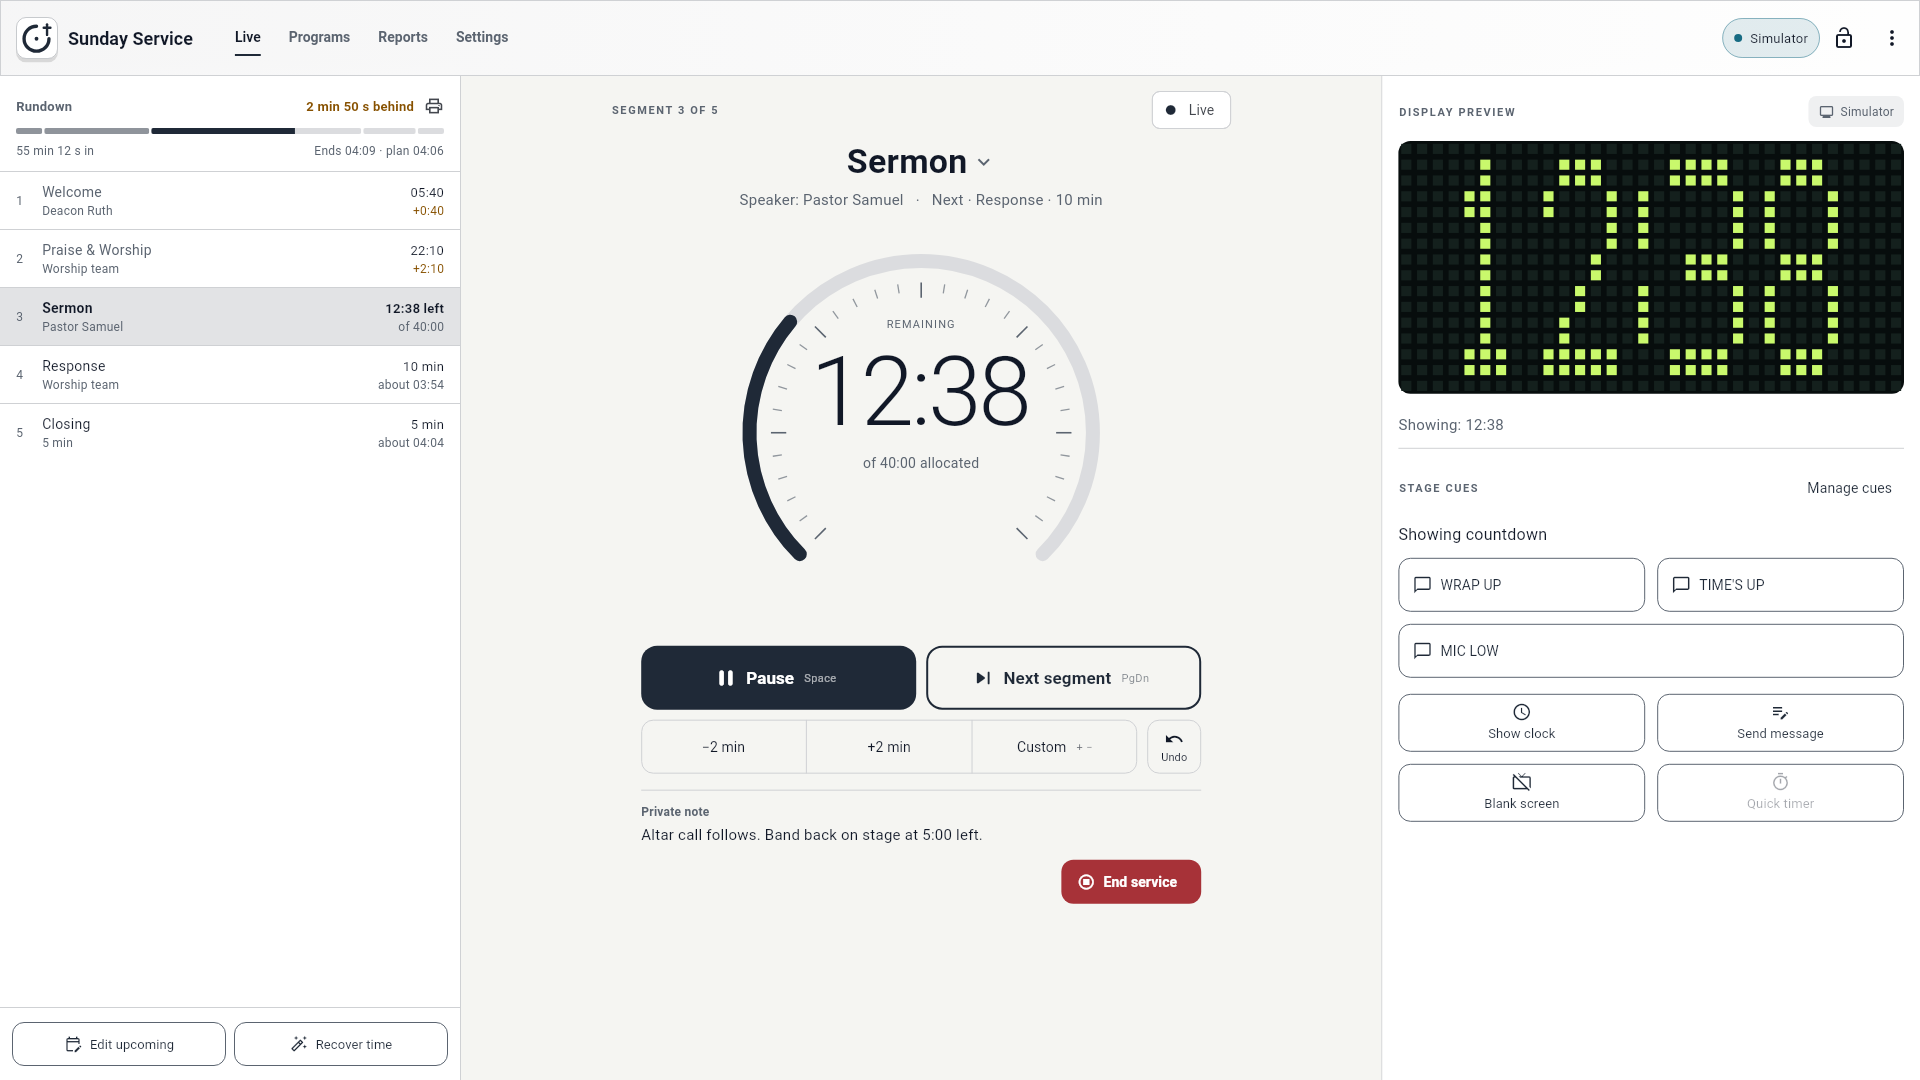 Sunday Service
Live
Programs
Reports
Settings
Simulator
Rundown
2 min 50 s behind
55 min 12 s in
Ends 04:09 · plan 04:06
1
Welcome
05:40
Deacon Ruth
+0:40
2
Praise & Worship
22:10
Worship team
+2:10
3
Sermon
12:38 left
Pastor Samuel
of 40:00
4
Response
10 min
Worship team
about 03:54
5
Closing
5 min
5 min
about 04:04
Edit upcoming
Recover time
SEGMENT 3 OF 5
Live
Sermon
Speaker: Pastor Samuel · Next · Response · 10 min
REMAINING
12:38
of 40:00 allocated
Pause Space
Next segment PgDn
−2 min
+2 min
Custom + −
Undo
Private note
Altar call follows. Band back on stage at 5:00 left.
End service
DISPLAY PREVIEW
Simulator
12:38
Showing: 12:38
STAGE CUES
Manage cues
Showing countdown
WRAP UP
TIME'S UP
MIC LOW
Show clock
Send message
Blank screen
Quick timer